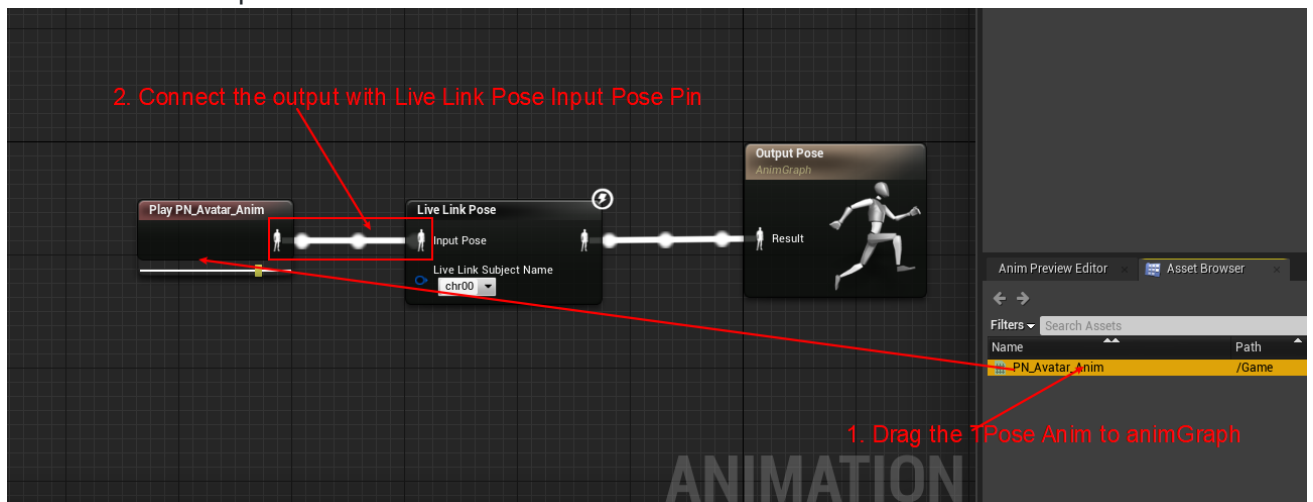 2. Connect the output with Live Link Pose Input Pose Pin
Output Pose
AnimGraph
Play PN_Avatar_Anim
Live Link Pose
Input Pose
Result
Live Link Subject Name
chr00
Anim Preview Editor
Asset Browser
Filters
Search Assets
Name
Path
PN_Avatar_Anim
/Game
1. Drag the TPose Anim to animGraph
ANIMATION